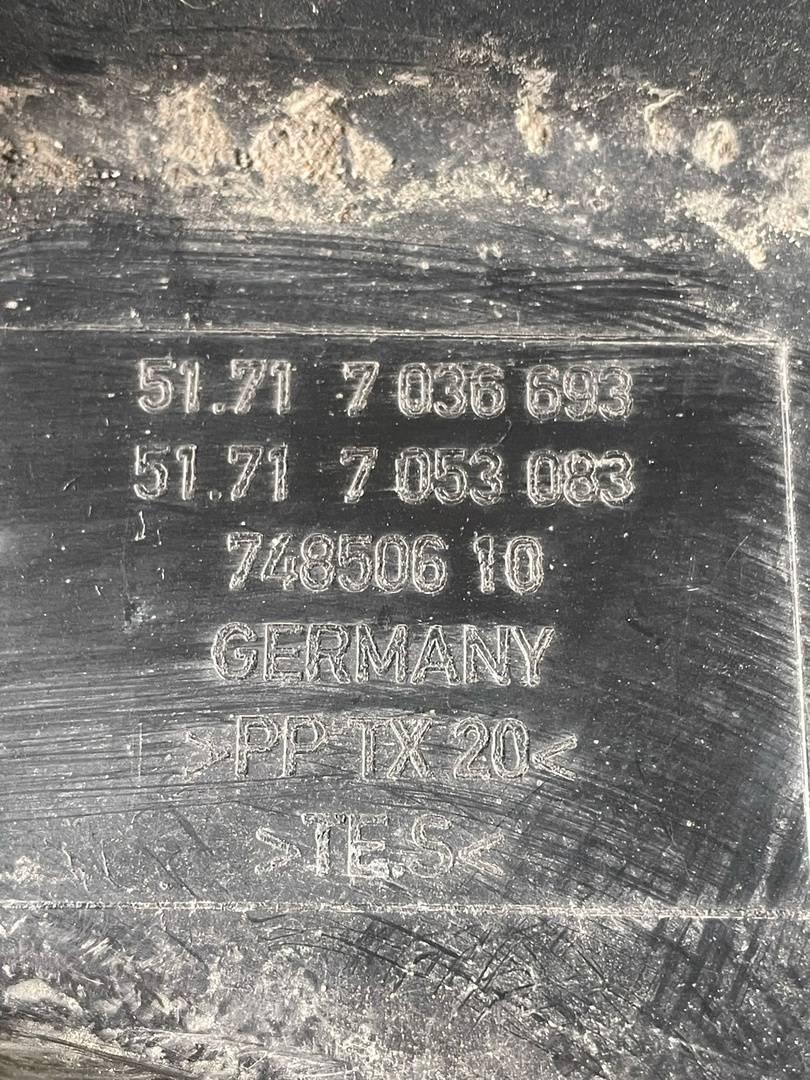 51.71 7 036 693
51.71 7 053 083
748506 10
GERMANY
>PP TX 20<
>TE.S<